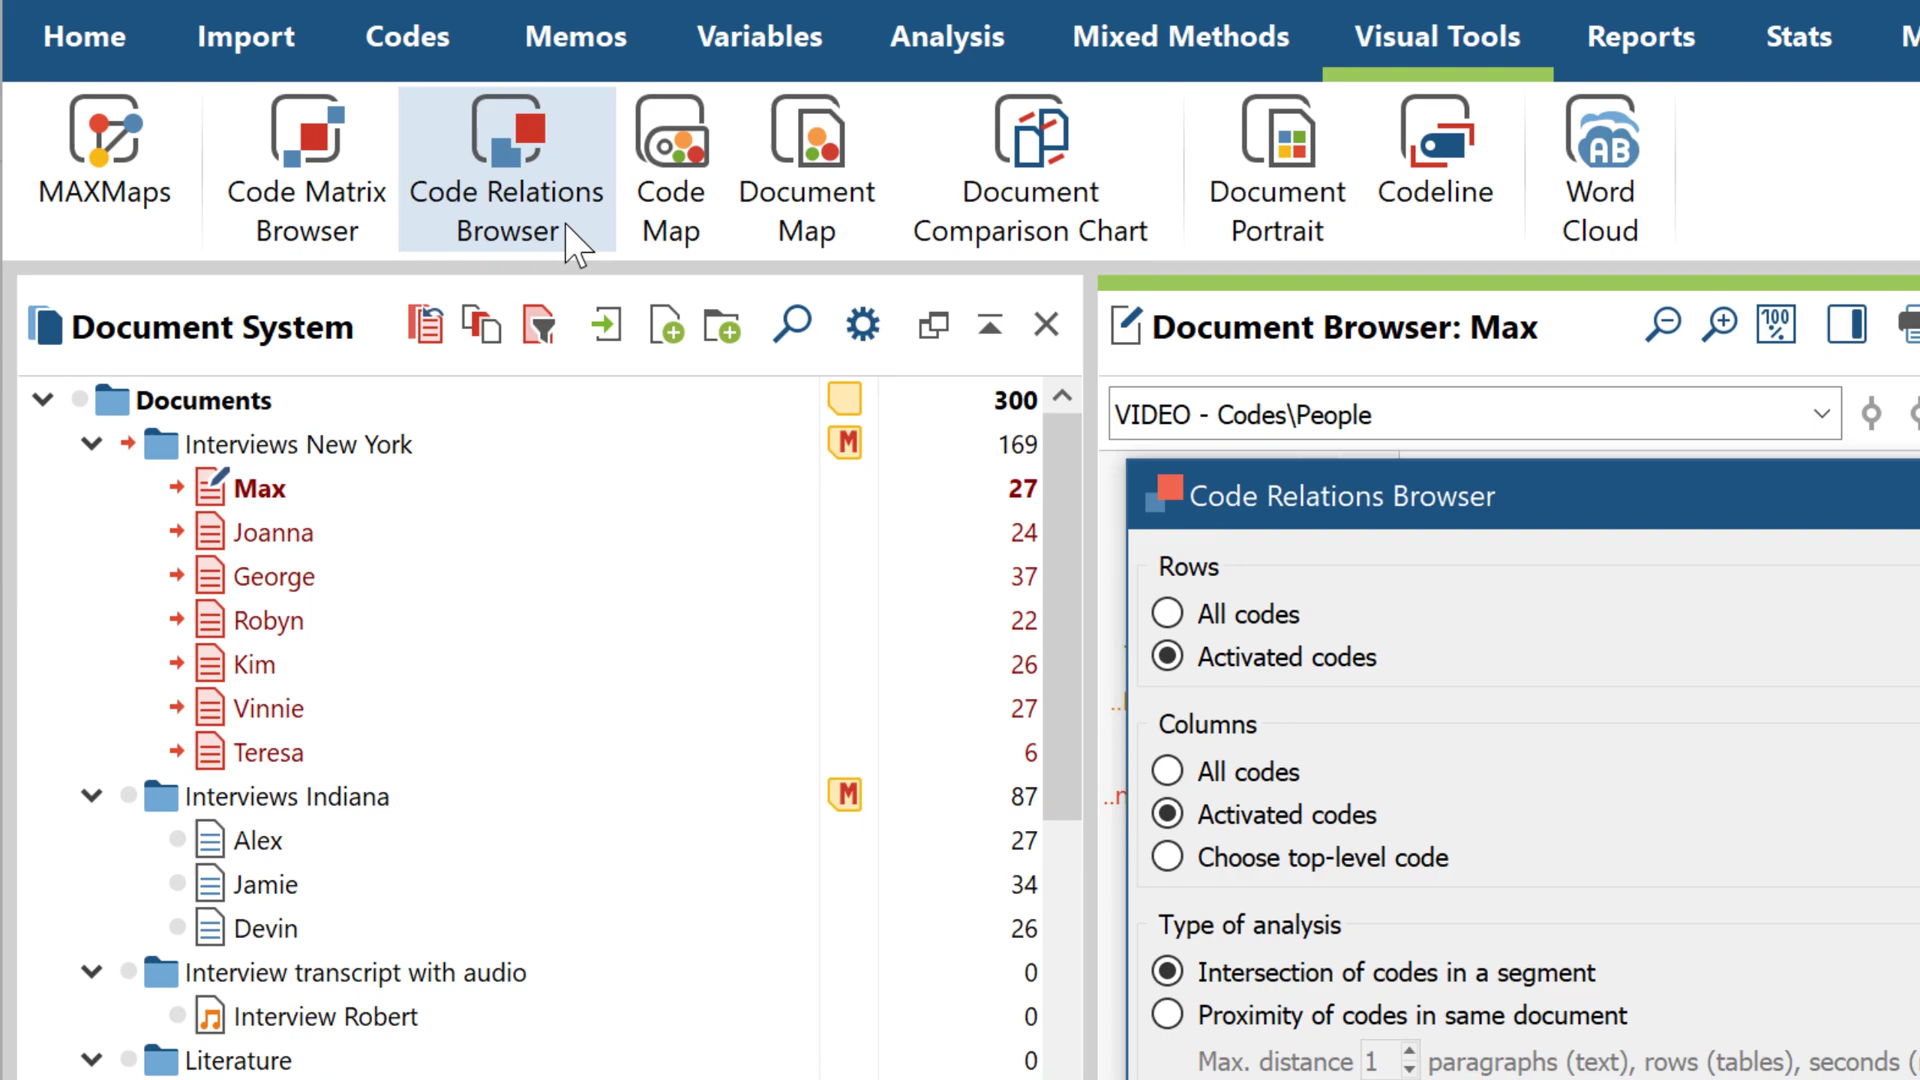 Home Import Codes Memos Variables Analysis Mixed Methods Visual Tools Reports Stats M
MAXMaps
Code Matrix Browser
Code Relations Browser
Code Map
Document Map
Document Comparison Chart
Document Portrait
Codeline
AB
Word Cloud
Document System
Documents 300
Interviews New York M 169
Max 27
Joanna 24
George 37
Robyn 22
Kim 26
Vinnie 27
Teresa 6
Interviews Indiana M 87
Alex 27
Jamie 34
Devin 26
Interview transcript with audio 0
Interview Robert 0
Literature 0
Document Browser: Max 100 %
VIDEO - Codes\People
Code Relations Browser
Rows
All codes
Activated codes
Columns
All codes
Activated codes
Choose top-level code
Type of analysis
Intersection of codes in a segment
Proximity of codes in same document
Max. distance 1 paragraphs (text), rows (tables), seconds (